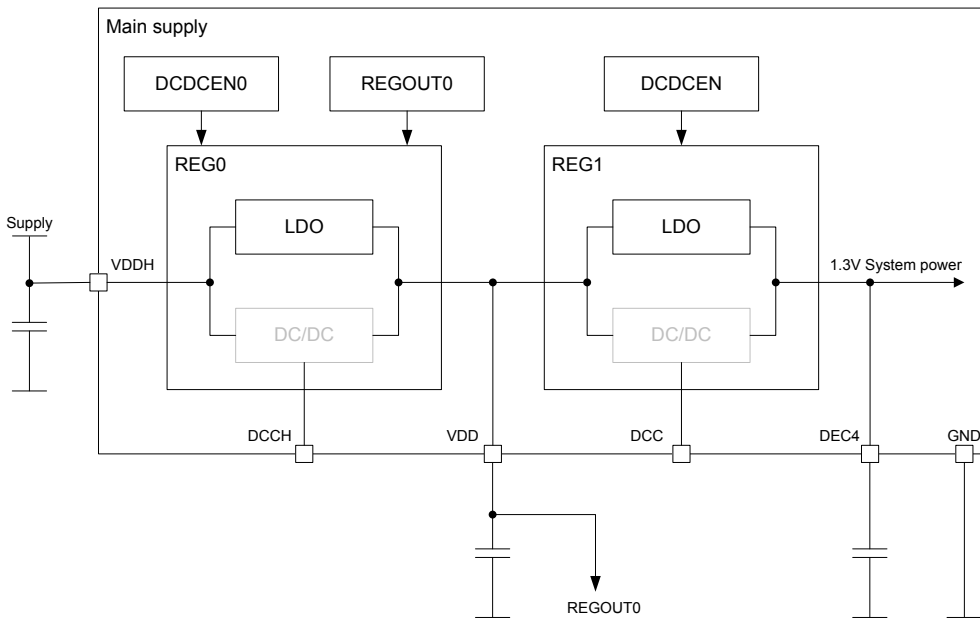 Main supply
DCDCEN0
REGOUT0
DCDCEN
REG0
REG1
LDO
LDO
Supply
VDDH
1.3V System power
DC/DC
DC/DC
DCCH
VDD
DCC
DEC4
GND
REGOUT0